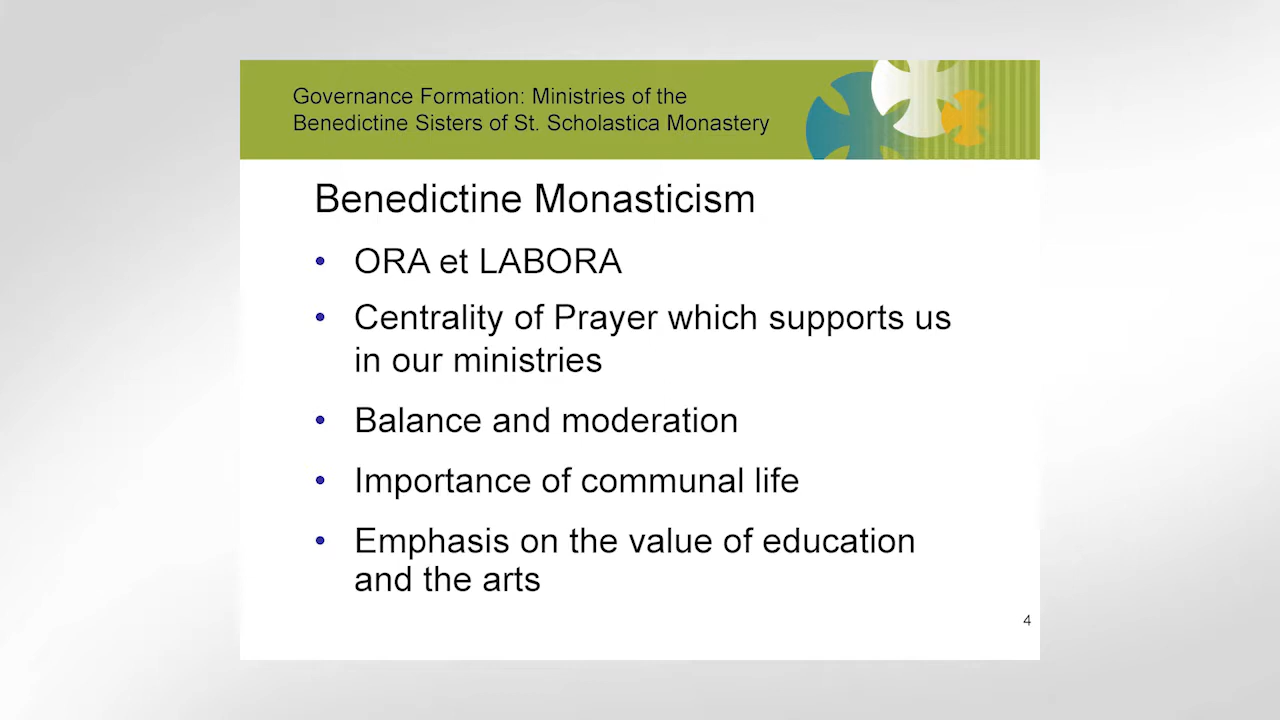 Governance Formation: Ministries of the
Benedictine Sisters of St. Scholastica Monastery
Benedictine Monasticism
• ORA et LABORA
• Centrality of Prayer which supports us
in our ministries
• Balance and moderation
• Importance of communal life
• Emphasis on the value of education
and the arts
4